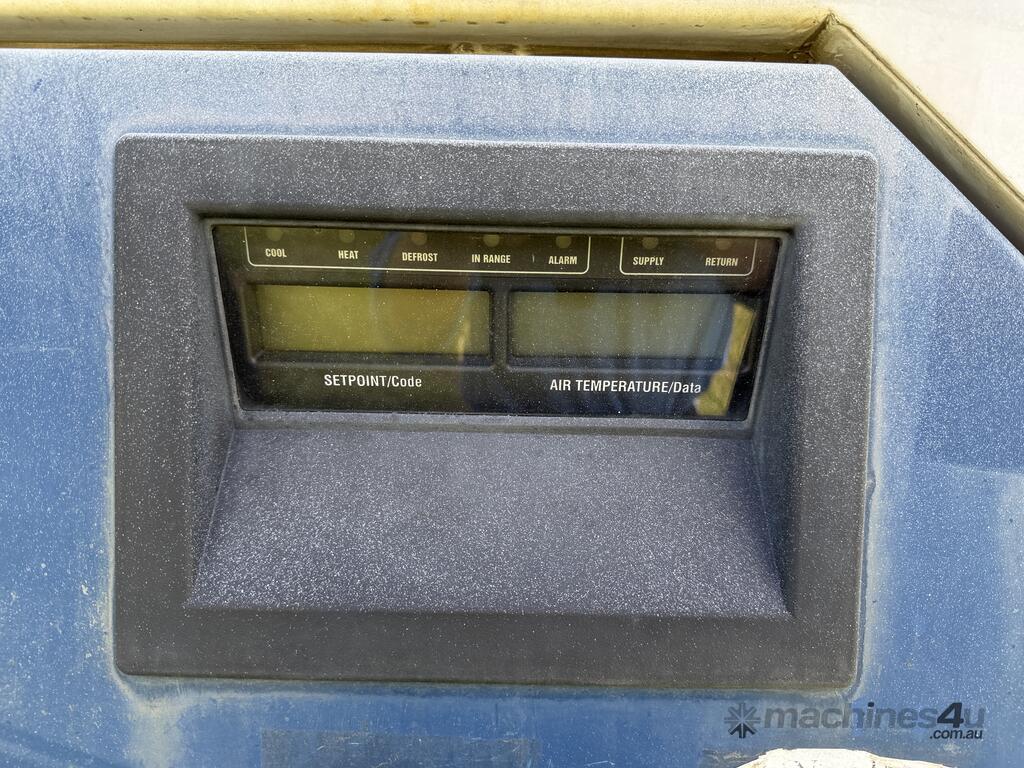 COOL HEAT DEFROST IN RANGE ALARM SUPPLY RETURN
SETPOINT/Code AIR TEMPERATURE/Data
machines4u
.com.au